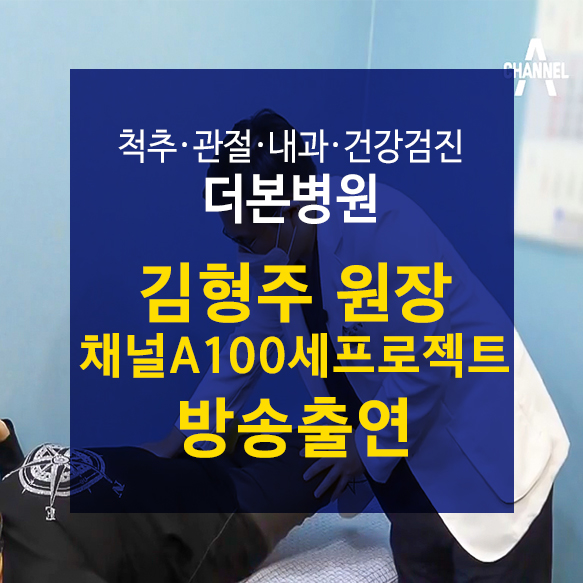 CHANNEL A
척추·관절·내과·건강검진
더본병원
김형주 원장
채널A100세프로젝트
방송출연
N
E